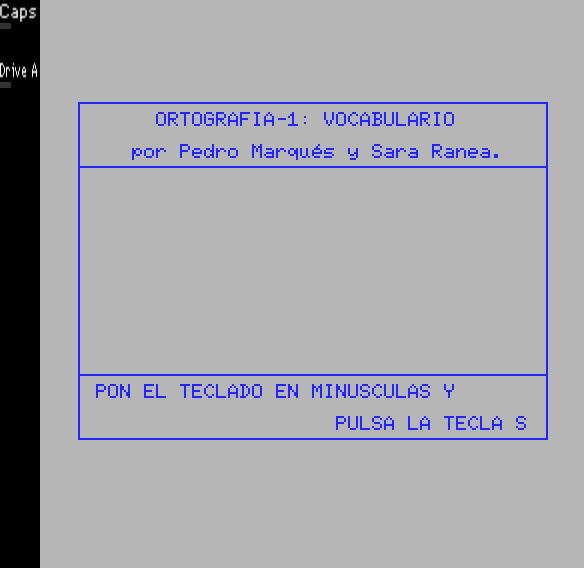 Caps
Drive A
ORTOGRAFIA-1: VOCABULARIO
por Pedro Marqués y Sara Ranea.
PON EL TECLADO EN MINUSCULAS Y
PULSA LA TECLA S